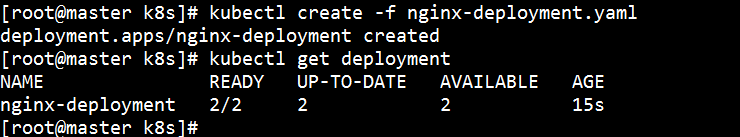 [root@master k8s]# kubectl create -f nginx-deployment.yaml
deployment.apps/nginx-deployment created
[root@master k8s]# kubectl get deployment
NAME READY UP-TO-DATE AVAILABLE AGE
nginx-deployment 2/2 2 2 15s
[root@master k8s]#